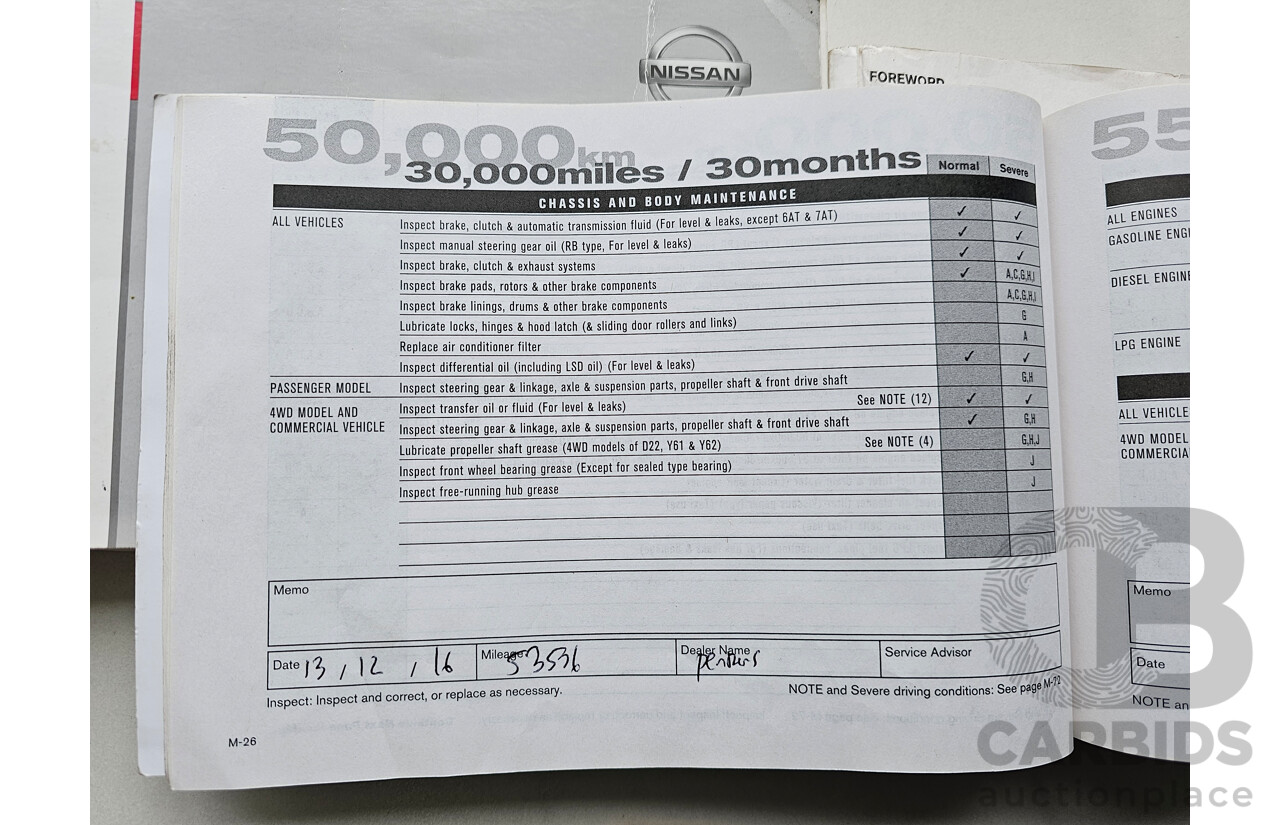 NISSAN
FOREWORD
50,000km
30,000miles / 30months
Normal Severe
CHASSIS AND BODY MAINTENANCE
ALL VEHICLES Inspect brake, clutch & automatic transmission fluid (For level & leaks, except 6AT & 7AT) ✓ ✓
Inspect manual steering gear oil (RB type, For level & leaks) ✓ ✓
Inspect brake, clutch & exhaust systems ✓ ✓
Inspect brake pads, rotors & other brake components ✓ A,C,G,H,I
Inspect brake linings, drums & other brake components A,C,G,H,I
Lubricate locks, hinges & hood latch (& sliding door rollers and links) G
Replace air conditioner filter A
Inspect differential oil (including LSD oil) (For level & leaks) ✓ ✓
PASSENGER MODEL Inspect steering gear & linkage, axle & suspension parts, propeller shaft & front drive shaft G,H
4WD MODEL AND COMMERCIAL VEHICLE Inspect transfer oil or fluid (For level & leaks) See NOTE (12) ✓ ✓
Inspect steering gear & linkage, axle & suspension parts, propeller shaft & front drive shaft ✓ G,H
Lubricate propeller shaft grease (4WD models of D22, Y61 & Y62) See NOTE (4) G,H,J
Inspect front wheel bearing grease (Except for sealed type bearing) J
Inspect free-running hub grease J
Memo
Date 13 / 12 / 16 Mileage 53536 Dealer Name Service Advisor
Inspect: Inspect and correct, or replace as necessary.
NOTE and Severe driving conditions: See page M-72
M-26
55
ALL ENGINES
GASOLINE ENGI
DIESEL ENGINE
LPG ENGINE
ALL VEHICLE
4WD MODEL
COMMERCIA
Memo
Date
NOTE an
CARBIDS
auctionplace